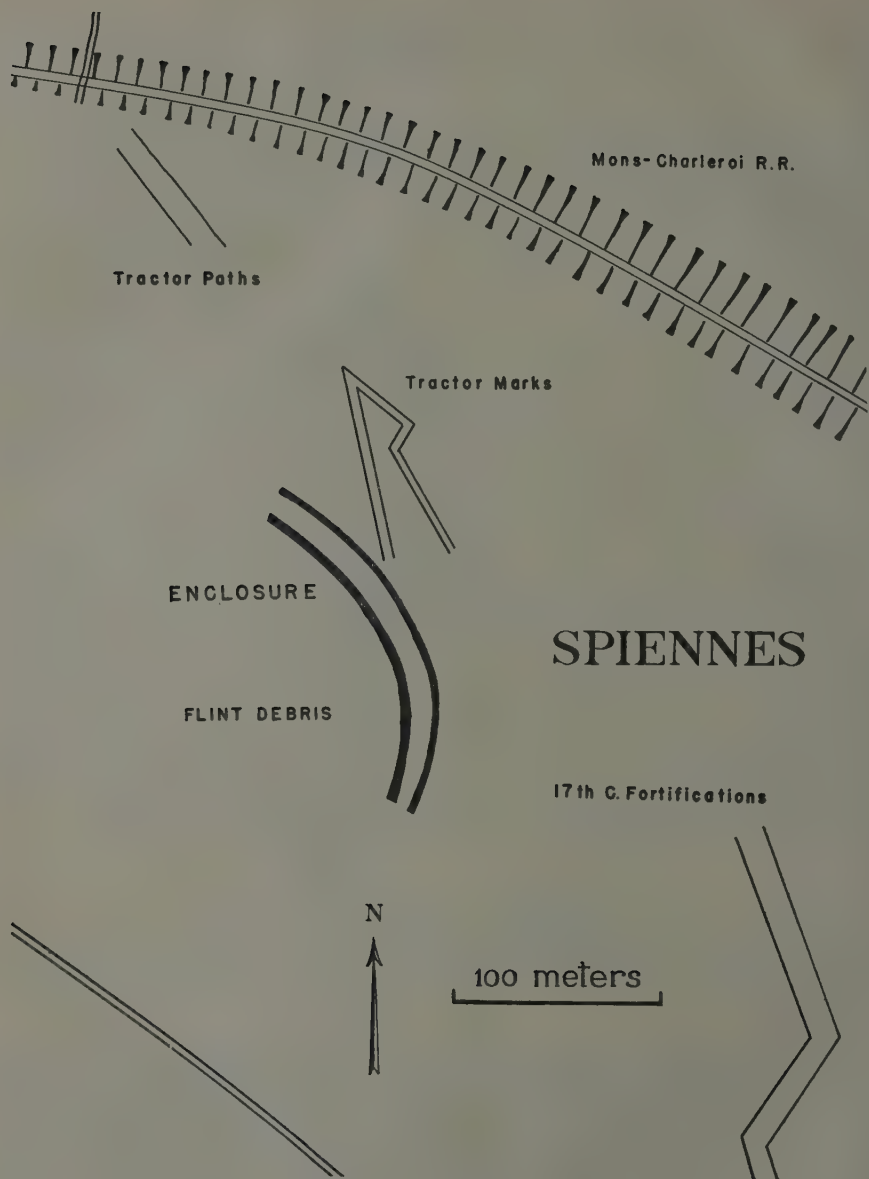 Mons-Charleroi R.R.
Tractor Paths
Tractor Marks
ENCLOSURE
SPIENNES
FLINT DEBRIS
17th C. Fortifications
N
100 meters